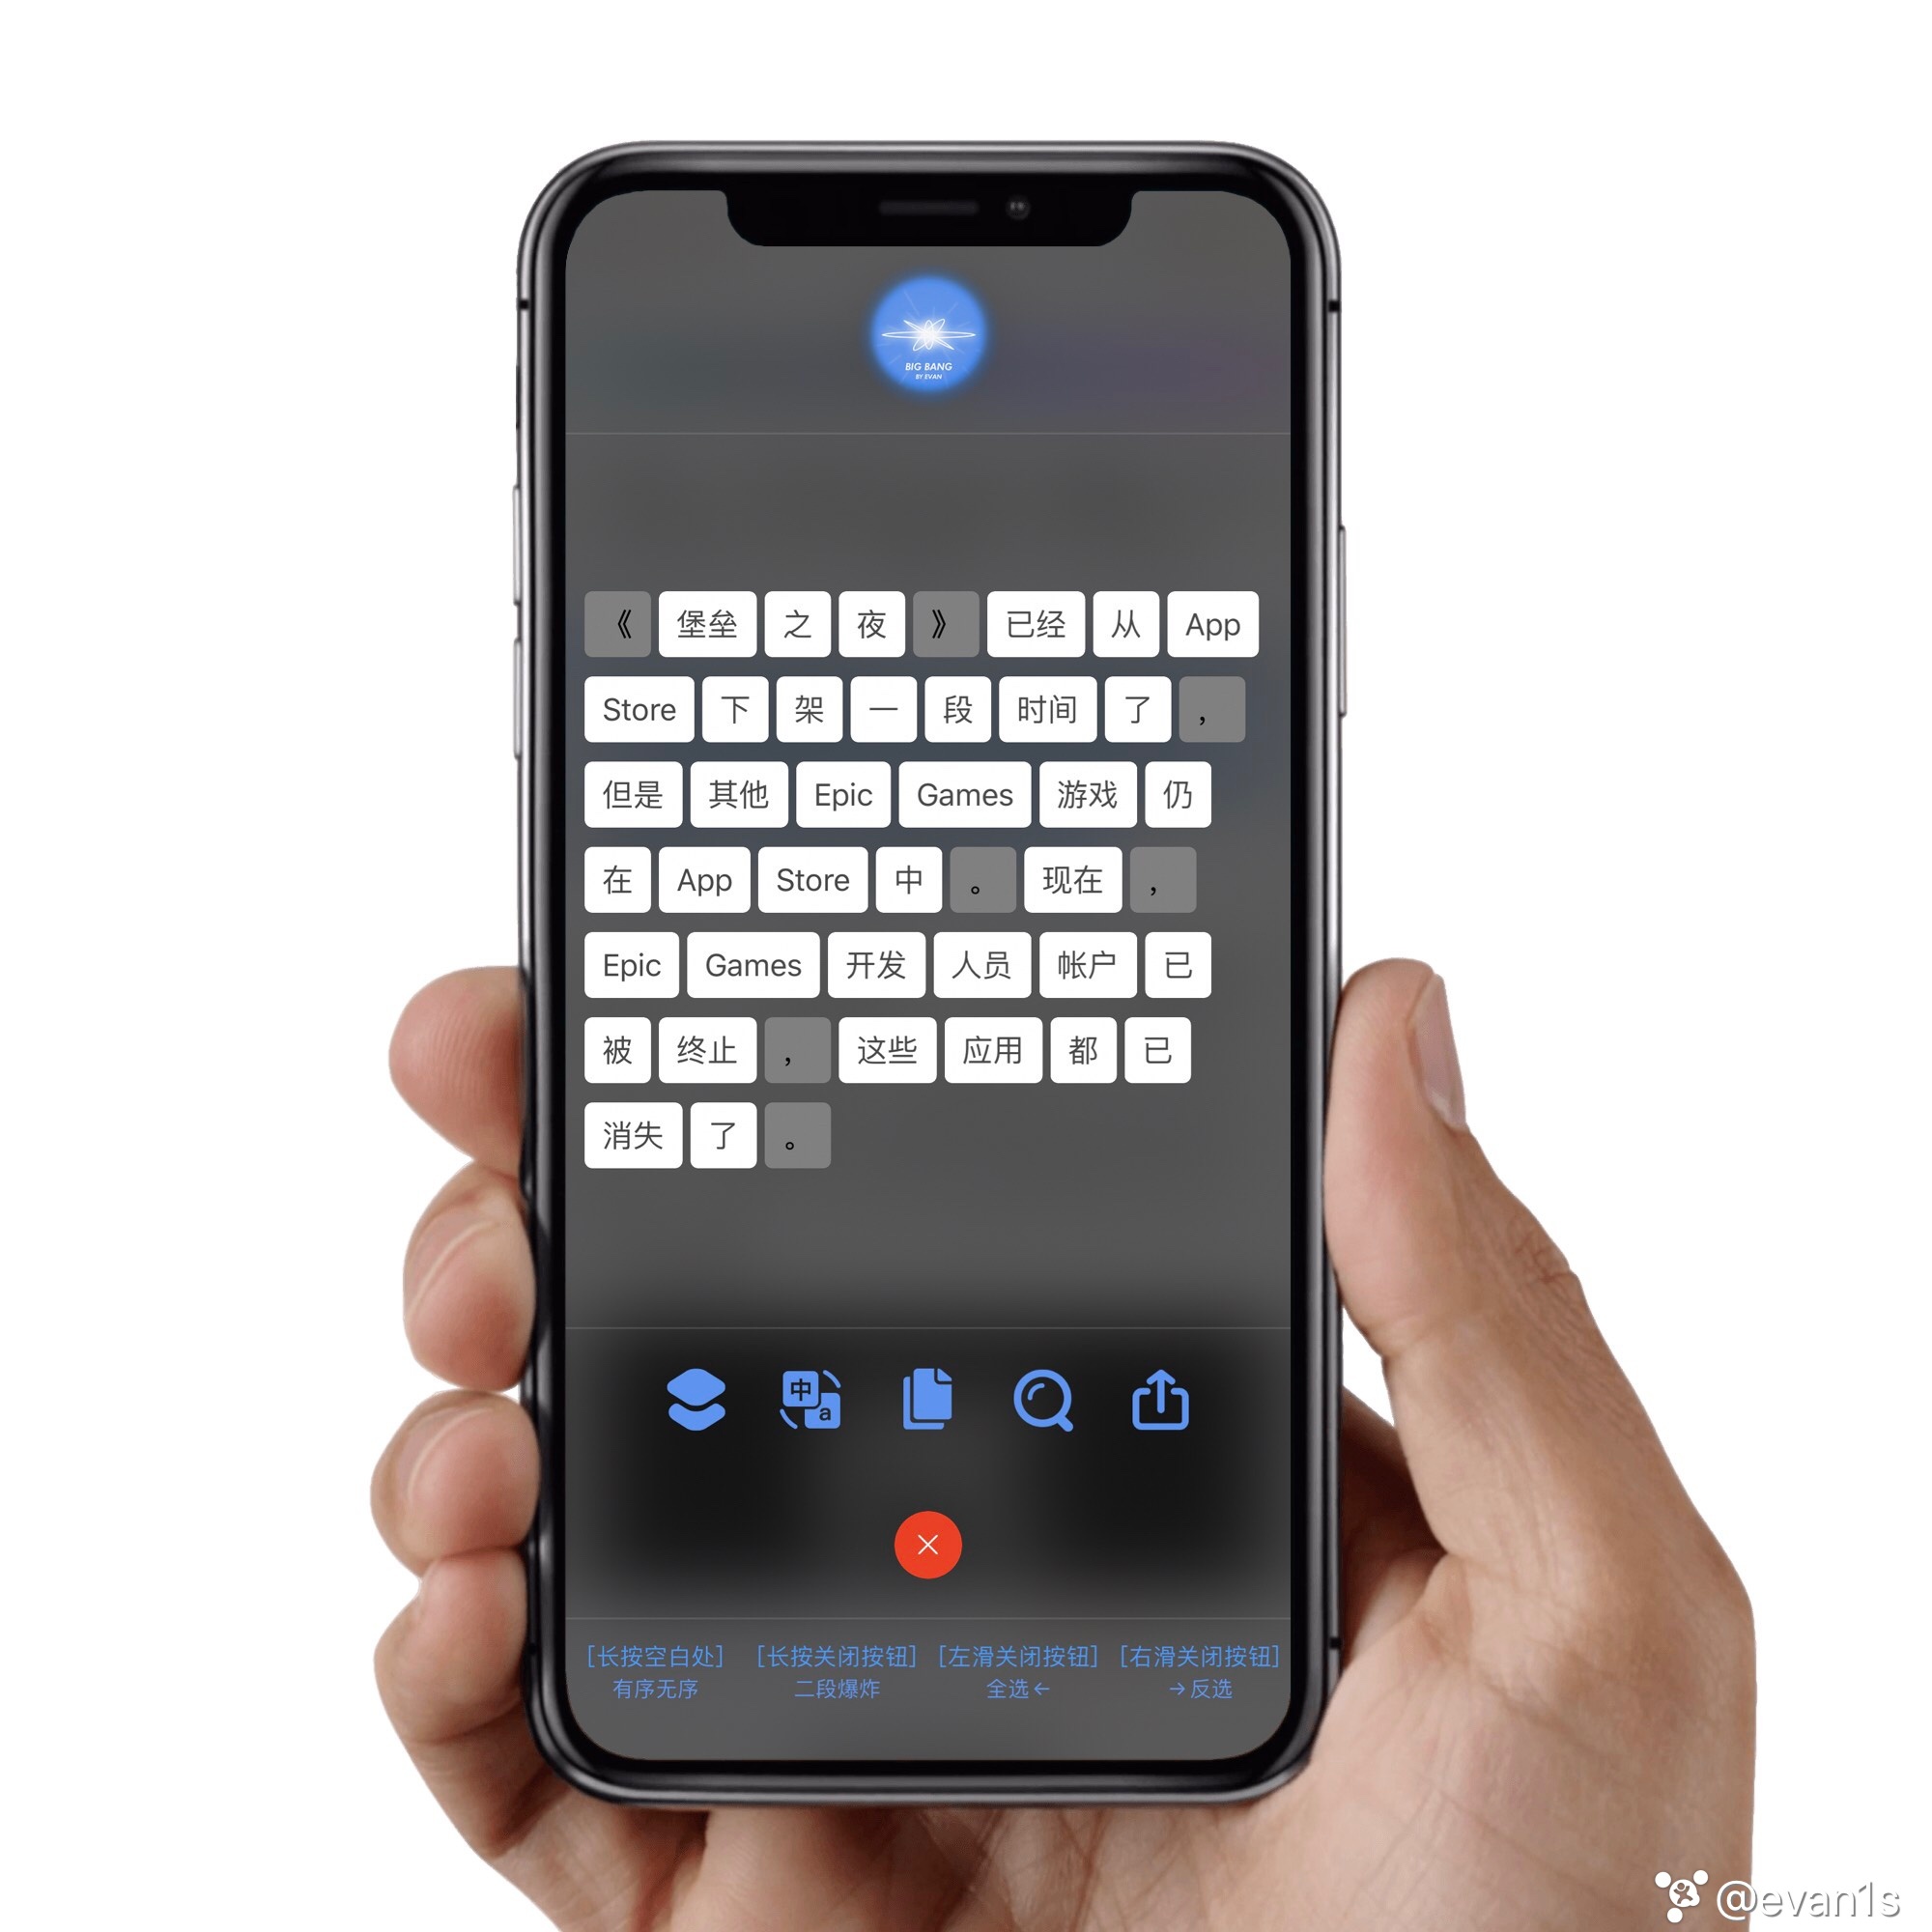 BIG BANG
BY EVAN
《堡垒之夜》已经从 App
Store 下架一段时间了，
但是其他 Epic Games 游戏仍
在 App Store 中。现在，
Epic Games 开发人员帐户已
被终止，这些应用都已
消失了。
中
a
[长按空白处] [长按关闭按钮] [左滑关闭按钮] [右滑关闭按钮]
有序无序 二段爆炸 全选← →反选
@evan1s